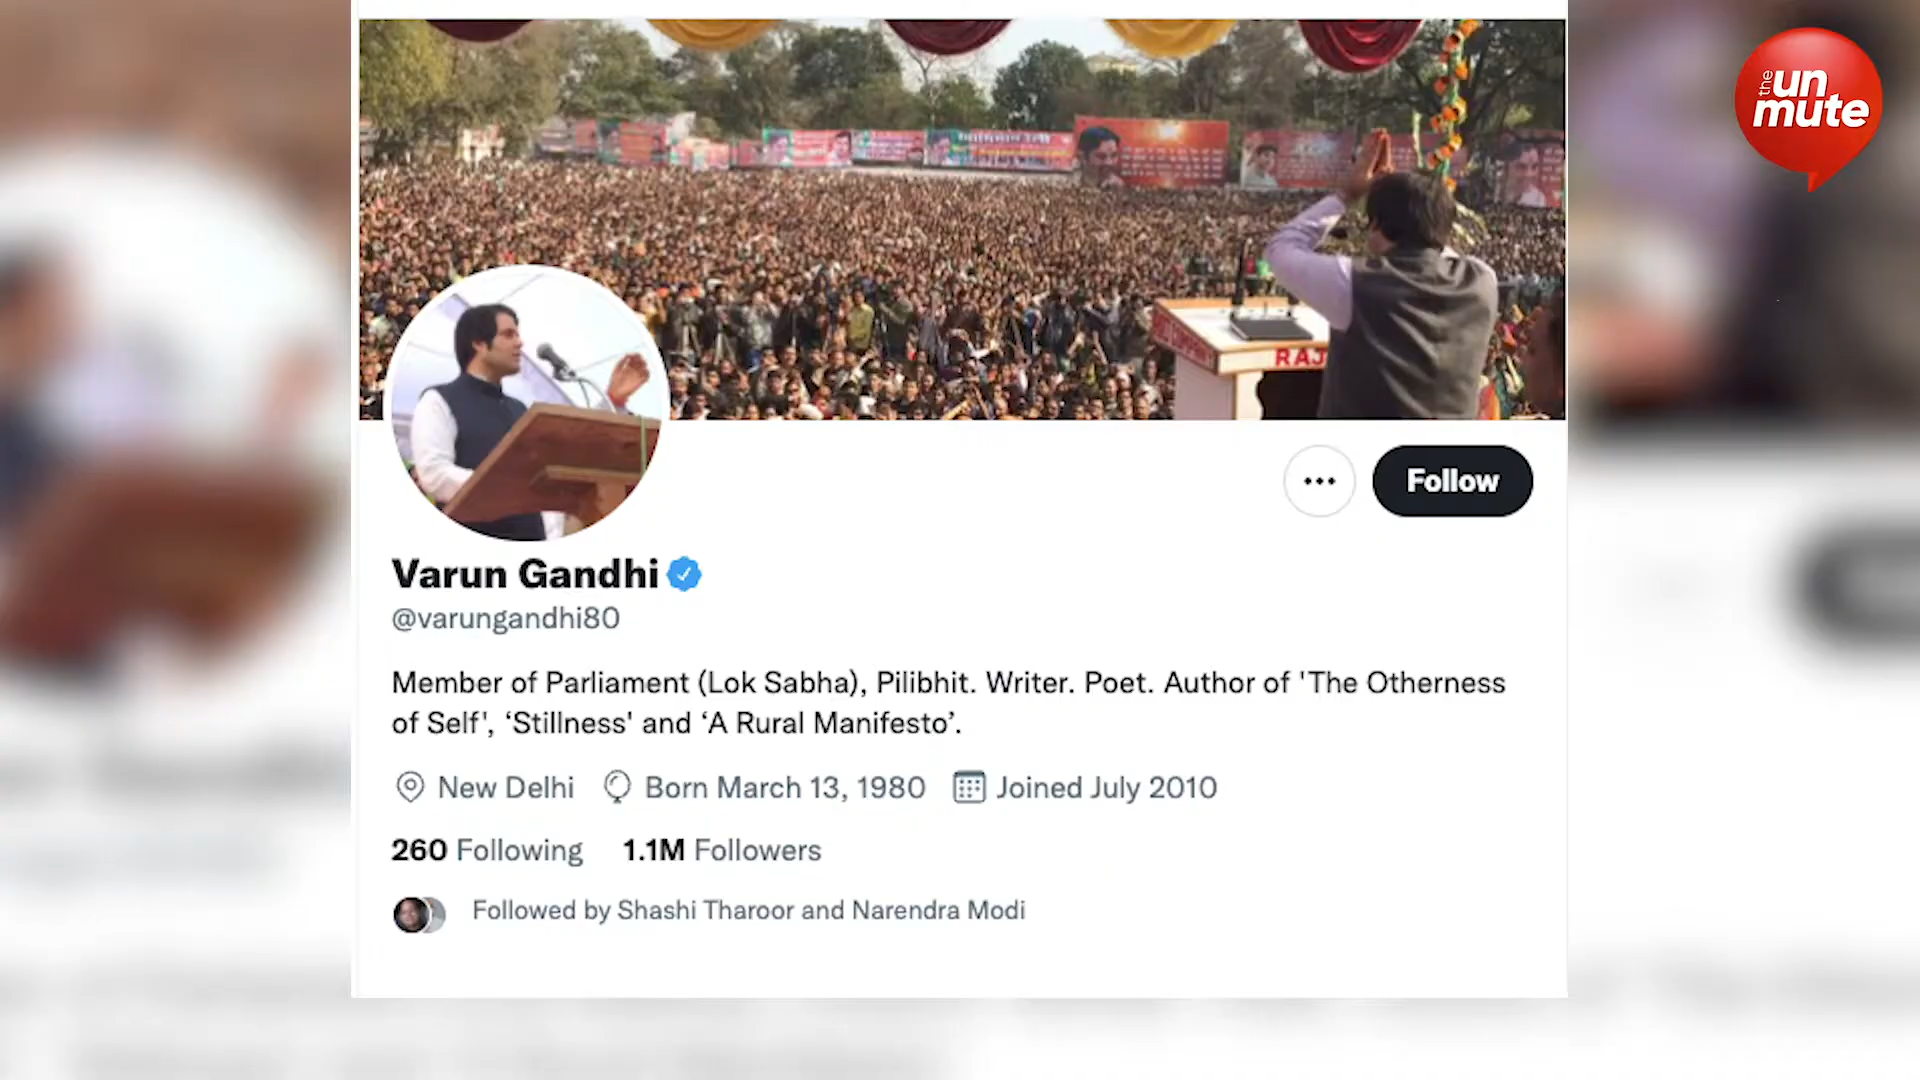 the
un
mute
RAJ
Follow
Varun Gandhi
@varungandhi80
Member of Parliament (Lok Sabha), Pilibhit. Writer. Poet. Author of 'The Otherness
of Self', ‘Stillness' and ‘A Rural Manifesto’.
New Delhi Born March 13, 1980 Joined July 2010
260 Following 1.1M Followers
Followed by Shashi Tharoor and Narendra Modi